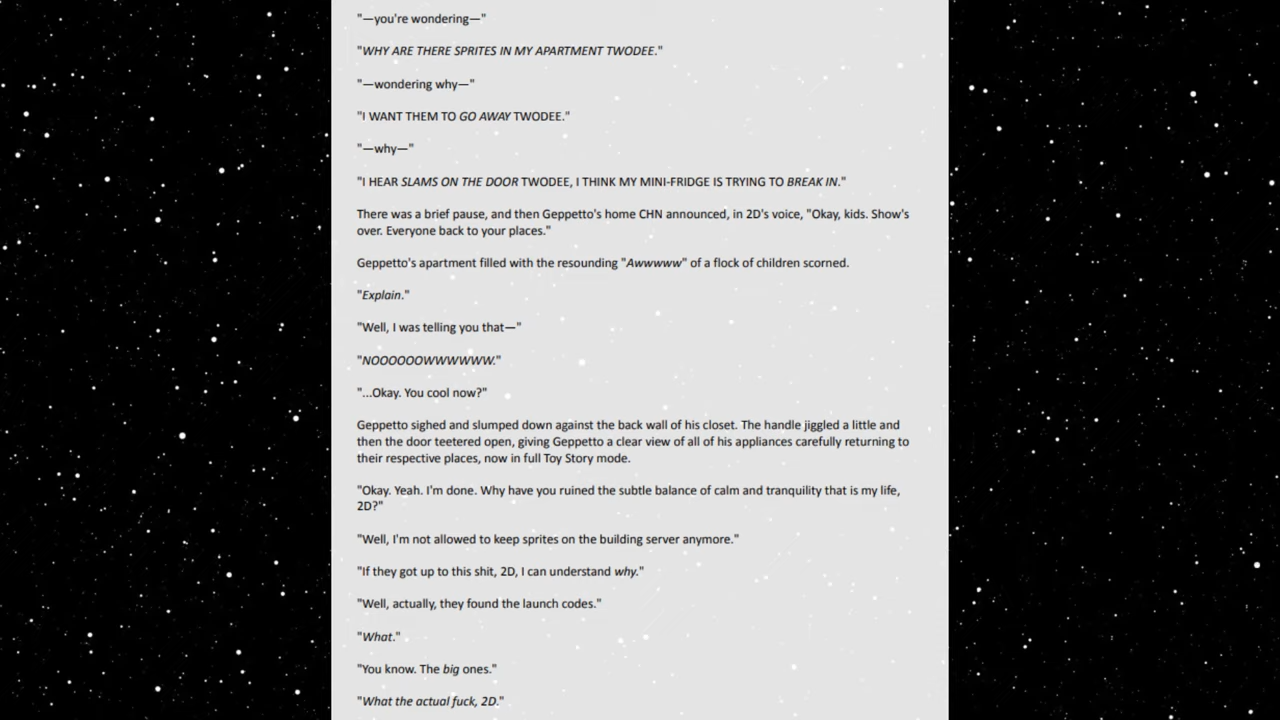 "—you're wondering—"
"WHY ARE THERE SPRITES IN MY APARTMENT TWODEE."
"—wondering why—"
"I WANT THEM TO GO AWAY TWODEE."
"—why—"
"I HEAR SLAMS ON THE DOOR TWODEE, I THINK MY MINI-FRIDGE IS TRYING TO BREAK IN."
There was a brief pause, and then Geppetto's home CHN announced, in 2D's voice, "Okay, kids. Show's
over. Everyone back to your places."
Geppetto's apartment filled with the resounding "Awwwww" of a flock of children scorned.
"Explain."
"Well, I was telling you that—"
"NOOOOOOWWWWWW."
"...Okay. You cool now?"
Geppetto sighed and slumped down against the back wall of his closet. The handle jiggled a little and
then the door teetered open, giving Geppetto a clear view of all of his appliances carefully returning to
their respective places, now in full Toy Story mode.
"Okay. Yeah. I'm done. Why have you ruined the subtle balance of calm and tranquility that is my life,
2D?"
"Well, I'm not allowed to keep sprites on the building server anymore."
"If they got up to this shit, 2D, I can understand why."
"Well, actually, they found the launch codes."
"What."
"You know. The big ones."
"What the actual fuck, 2D."